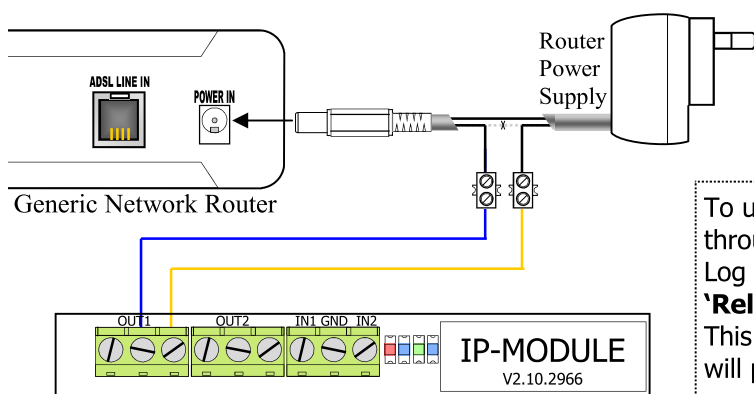 Router
Power
Supply
ADSL LINE IN
POWER IN
Generic Network Router
OUT1 OUT2 IN1 GND IN2
IP-MODULE
V2.10.2966
To u
throu
Log
‘Rel
This
will p